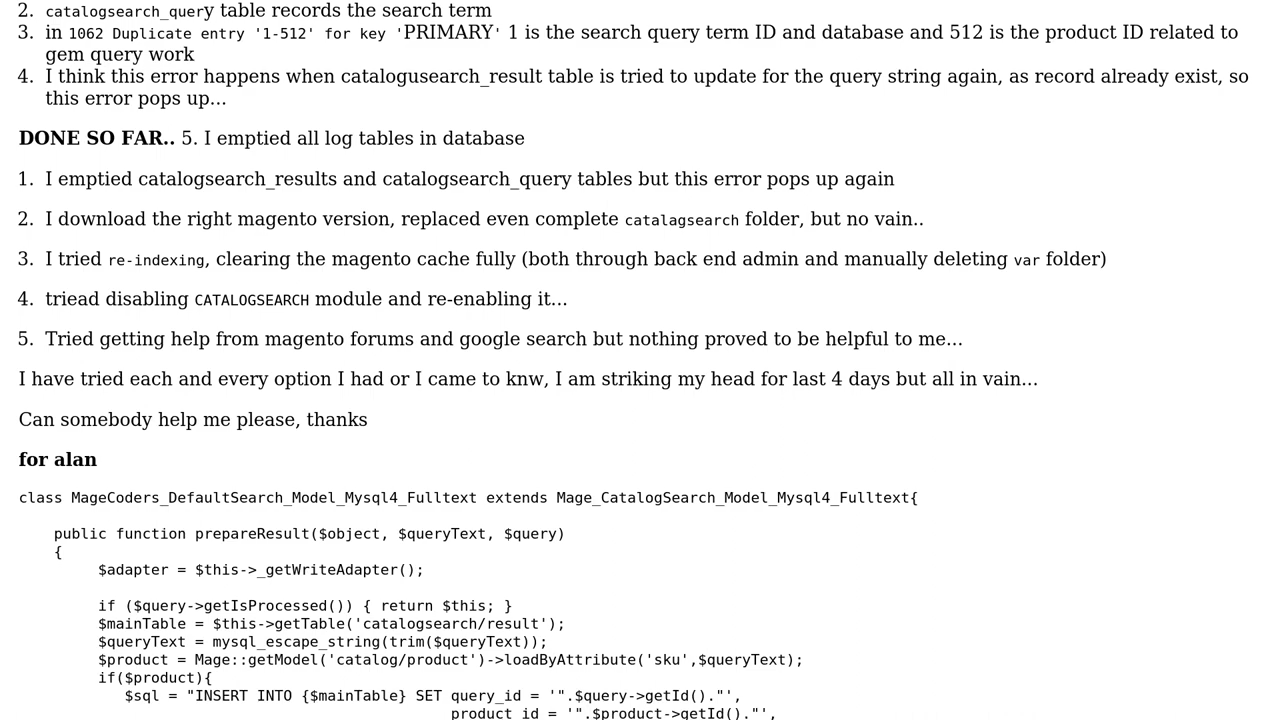 2. catalogsearch_query table records the search term
3. in 1062 Duplicate entry '1-512' for key 'PRIMARY' 1 is the search query term ID and database and 512 is the product ID related to
gem query work
4. I think this error happens when catalogusearch_result table is tried to update for the query string again, as record already exist, so
this error pops up...
DONE SO FAR.. 5. I emptied all log tables in database
1. I emptied catalogsearch_results and catalogsearch_query tables but this error pops up again
2. I download the right magento version, replaced even complete catalagsearch folder, but no vain..
3. I tried re-indexing, clearing the magento cache fully (both through back end admin and manually deleting var folder)
4. triead disabling CATALOGSEARCH module and re-enabling it...
5. Tried getting help from magento forums and google search but nothing proved to be helpful to me...
I have tried each and every option I had or I came to knw, I am striking my head for last 4 days but all in vain...
Can somebody help me please, thanks
for alan
class MageCoders_DefaultSearch_Model_Mysql4_Fulltext extends Mage_CatalogSearch_Model_Mysql4_Fulltext{
public function prepareResult($object, $queryText, $query)
{
$adapter = $this->_getWriteAdapter();
if ($query->getIsProcessed()) { return $this; }
$mainTable = $this->getTable('catalogsearch/result');
$queryText = mysql_escape_string(trim($queryText));
$product = Mage::getModel('catalog/product')->loadByAttribute('sku',$queryText);
if($product){
$sql = "INSERT INTO {$mainTable} SET query_id = '".$query->getId()."',
product_id = '".$product->getId()."',